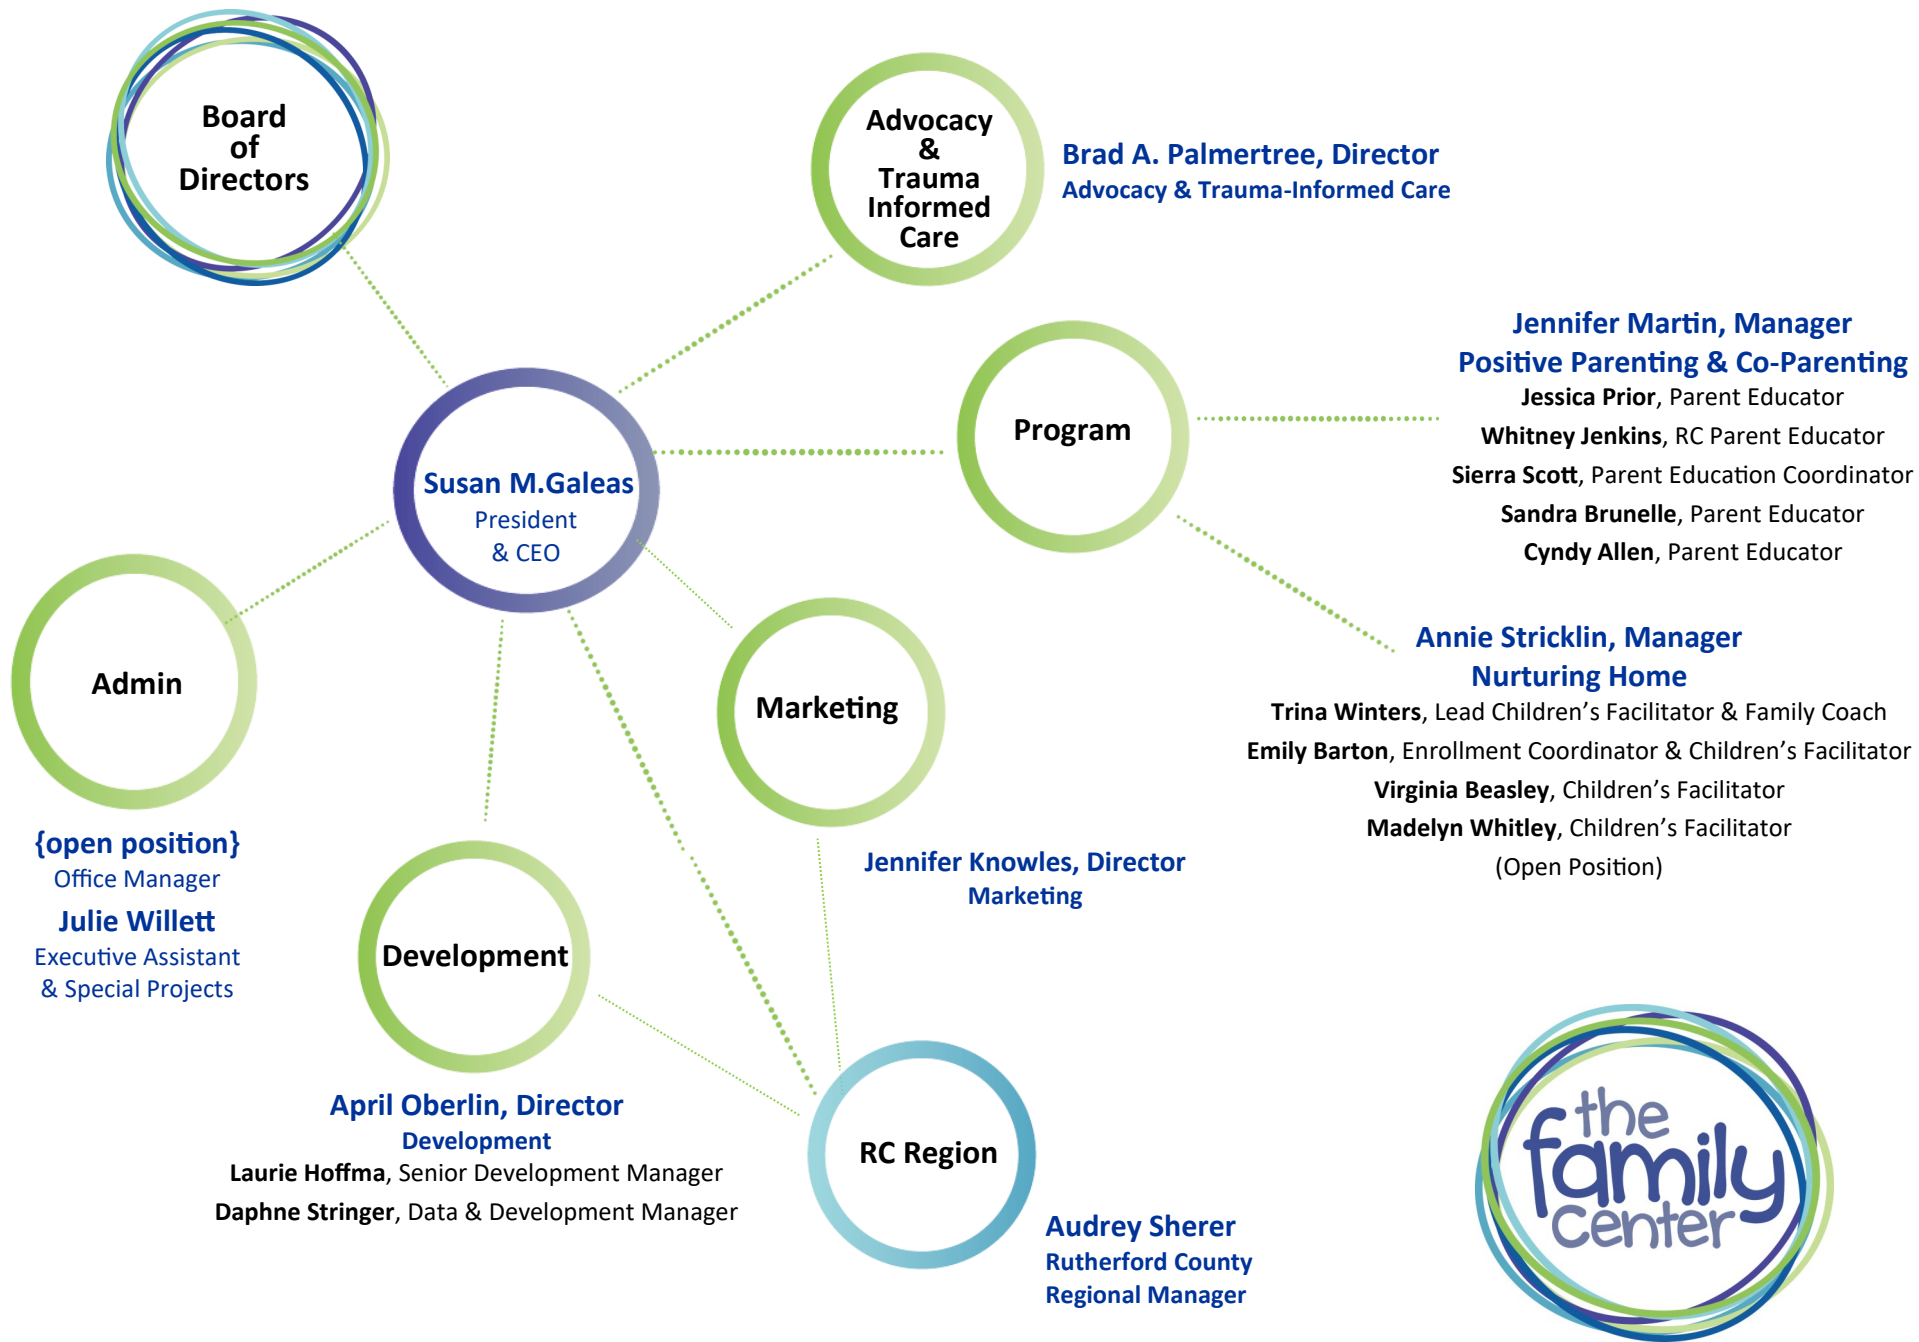 Board
of
Directors
Advocacy
&
Trauma
Informed
Care
Brad A. Palmertree, Director
Advocacy & Trauma-Informed Care
Susan M.Galeas
President
& CEO
Program
Jennifer Martin, Manager
Positive Parenting & Co-Parenting
Jessica Prior, Parent Educator
Whitney Jenkins, RC Parent Educator
Sierra Scott, Parent Education Coordinator
Sandra Brunelle, Parent Educator
Cyndy Allen, Parent Educator
Annie Stricklin, Manager
Nurturing Home
Trina Winters, Lead Children’s Facilitator & Family Coach
Emily Barton, Enrollment Coordinator & Children’s Facilitator
Virginia Beasley, Children’s Facilitator
Madelyn Whitley, Children’s Facilitator
(Open Position)
Admin
{open position}
Office Manager
Julie Willett
Executive Assistant
& Special Projects
Marketing
Jennifer Knowles, Director
Marketing
Development
April Oberlin, Director
Development
Laurie Hoffma, Senior Development Manager
Daphne Stringer, Data & Development Manager
RC Region
Audrey Sherer
Rutherford County
Regional Manager
the
family
center